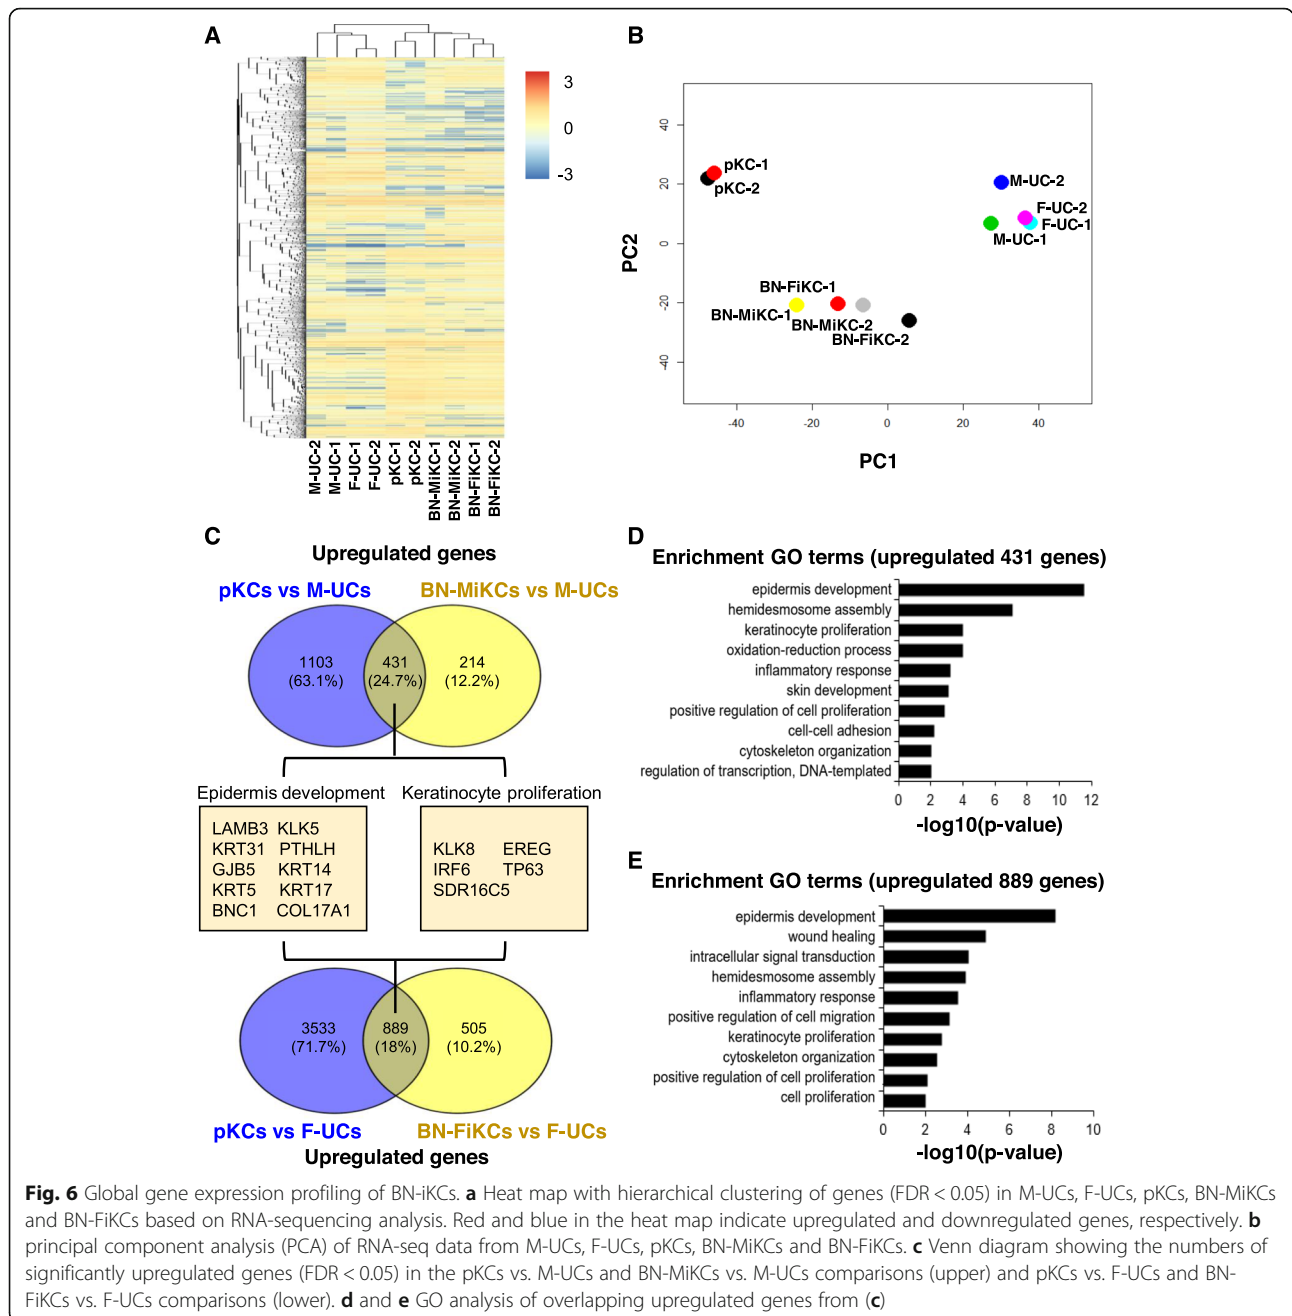 A
3
0
-3
M-UC-2
M-UC-1
F-UC-1
F-UC-2
pKC-1
pKC-2
BN-MiKC-1
BN-MiKC-2
BN-FiKC-1
BN-FiKC-2
B
40
20
0
-20
-40
PC2
pKC-1
pKC-2
M-UC-2
F-UC-2
F-UC-1
M-UC-1
BN-FiKC-1
BN-MiKC-1
BN-MiKC-2
BN-FiKC-2
-40
-20
0
20
40
PC1
C
Upregulated genes
pKCs vs M-UCs
BN-MiKCs vs M-UCs
1103
(63.1%)
431
(24.7%)
214
(12.2%)
Epidermis development
LAMB3 KLK5
KRT31 PTHLH
GJB5 KRT14
KRT5 KRT17
BNC1 COL17A1
Keratinocyte proliferation
KLK8 EREG
IRF6 TP63
SDR16C5
3533
(71.7%)
889
(18%)
505
(10.2%)
pKCs vs F-UCs
BN-FiKCs vs F-UCs
Upregulated genes
D
Enrichment GO terms (upregulated 431 genes)
epidermis development
hemidesmosome assembly
keratinocyte proliferation
oxidation-reduction process
inflammatory response
skin development
positive regulation of cell proliferation
cell-cell adhesion
cytoskeleton organization
regulation of transcription, DNA-templated
0 2 4 6 8 10 12
-log10(p-value)
E
Enrichment GO terms (upregulated 889 genes)
epidermis development
wound healing
intracellular signal transduction
hemidesmosome assembly
inflammatory response
positive regulation of cell migration
keratinocyte proliferation
cytoskeleton organization
positive regulation of cell proliferation
cell proliferation
0 2 4 6 8 10
-log10(p-value)
Fig. 6 Global gene expression profiling of BN-iKCs. a Heat map with hierarchical clustering of genes (FDR < 0.05) in M-UCs, F-UCs, pKCs, BN-MiKCs
and BN-FiKCs based on RNA-sequencing analysis. Red and blue in the heat map indicate upregulated and downregulated genes, respectively. b
principal component analysis (PCA) of RNA-seq data from M-UCs, F-UCs, pKCs, BN-MiKCs and BN-FiKCs. c Venn diagram showing the numbers of
significantly upregulated genes (FDR < 0.05) in the pKCs vs. M-UCs and BN-MiKCs vs. M-UCs comparisons (upper) and pKCs vs. F-UCs and BN-
FiKCs vs. F-UCs comparisons (lower). d and e GO analysis of overlapping upregulated genes from (c)